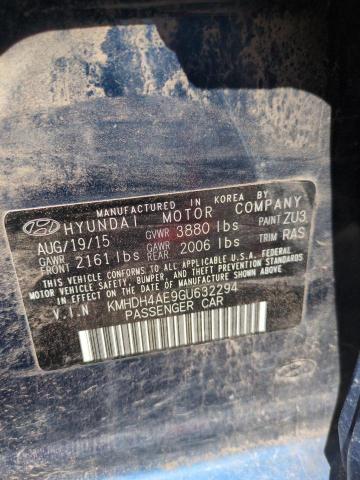 MANUFACTURED IN KOREA BY
HYUNDAI MOTOR COMPANY
AUG/19/15 GVWR 3880 lbs PAINT ZU3
GAWR FRONT 2161 lbs GAWR REAR 2006 lbs TRIM RAS
THIS VEHICLE CONFORMS TO ALL APPLICABLE U.S.A. FEDERAL
MOTOR VEHICLE SAFETY, BUMPER, AND THEFT PREVENTION
STANDARDS IN EFFECT ON THE DATE OF MANUFACTURE SHOWN ABOVE.
V.I.N KMHDH4AE9GU632294
PASSENGER CAR